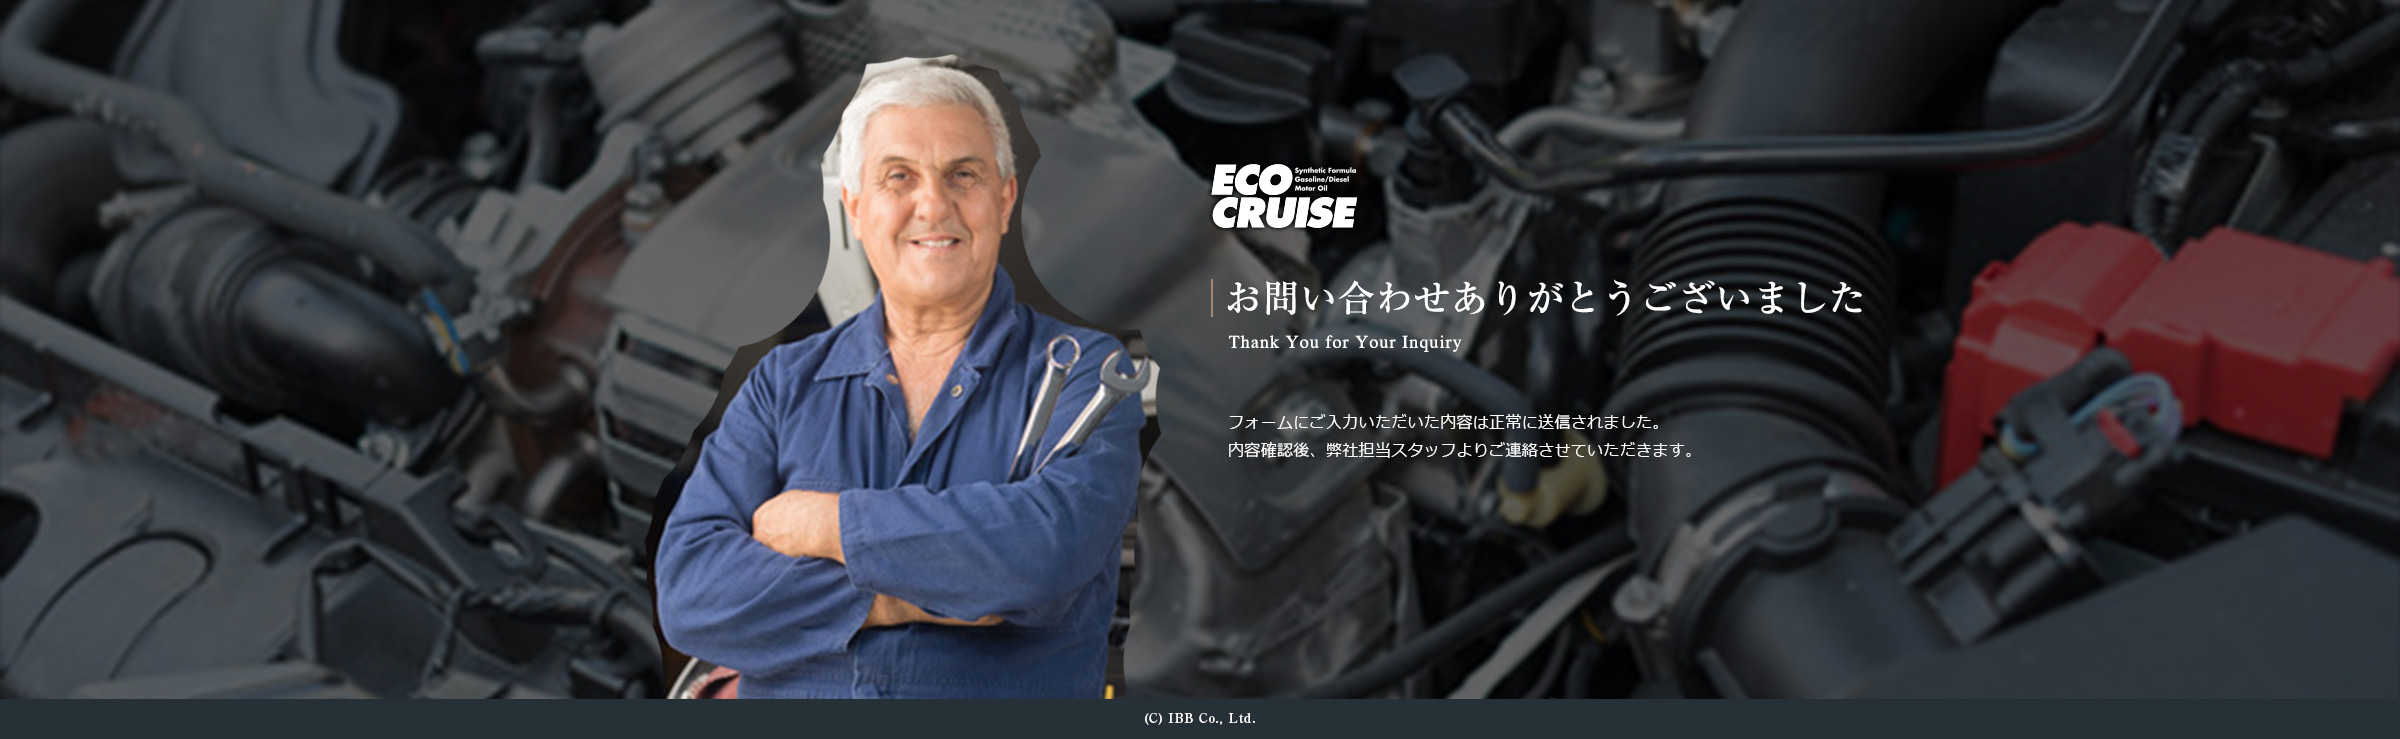 ECO
CRUISE
Synthetic Formula
Gasoline/Diesel
Motor Oil
お問い合わせありがとうございました
Thank You for Your Inquiry
フォームにご入力いただいた内容は正常に送信されました。
内容確認後、弊社担当スタッフよりご連絡させていただきます。
(C) IBB Co., Ltd.